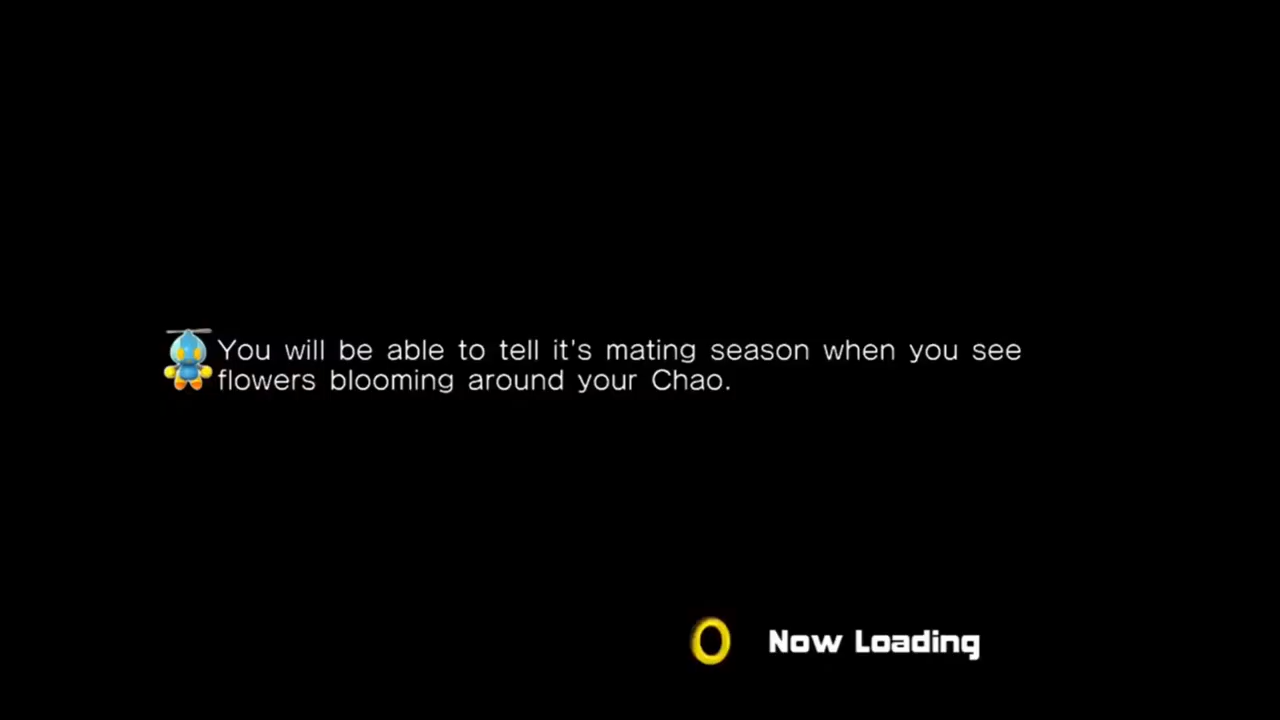 You will be able to tell it's mating season when you see
flowers blooming around your Chao.
Now Loading